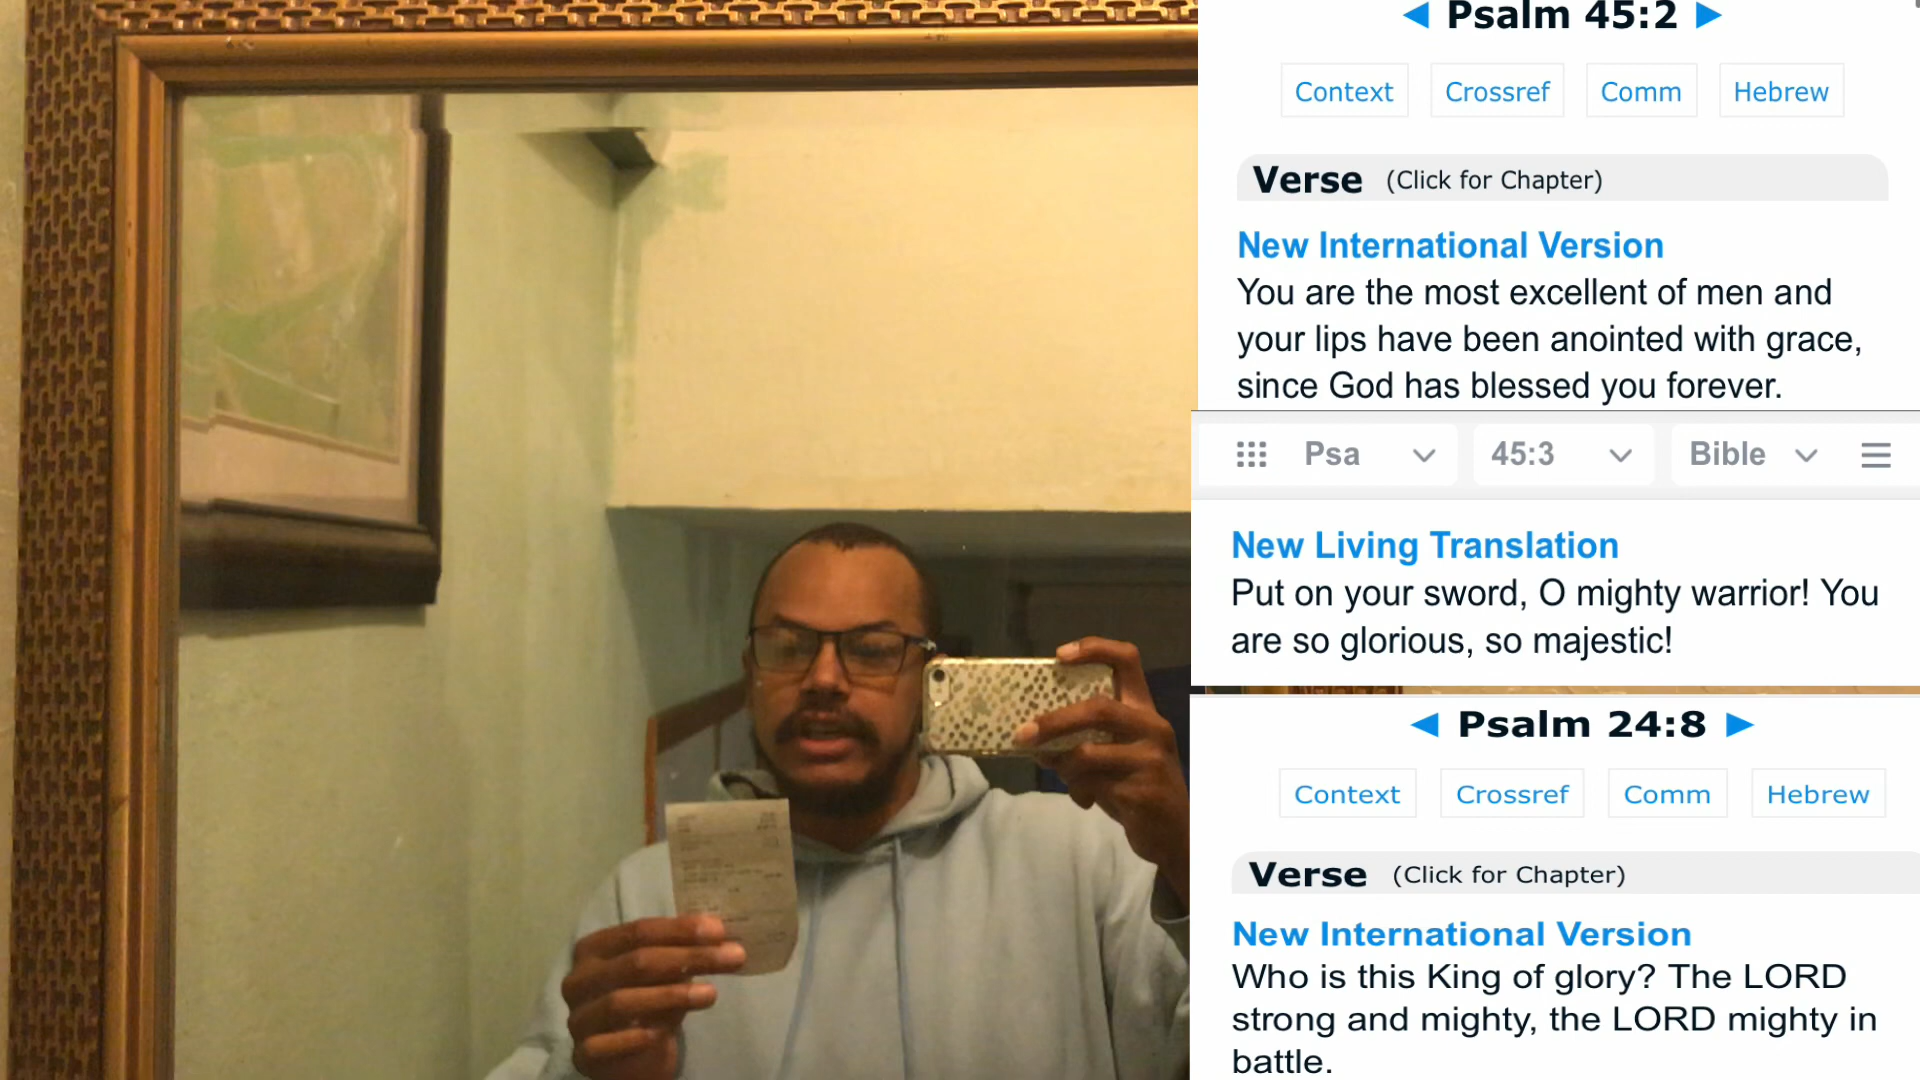 Psalm 45:2
Context Crossref Comm Hebrew
Verse (Click for Chapter)
New International Version
You are the most excellent of men and
your lips have been anointed with grace,
since God has blessed you forever.
Psa 45:3 Bible
New Living Translation
Put on your sword, O mighty warrior! You
are so glorious, so majestic!
Psalm 24:8
Context Crossref Comm Hebrew
Verse (Click for Chapter)
New International Version
Who is this King of glory? The LORD
strong and mighty, the LORD mighty in
battle.